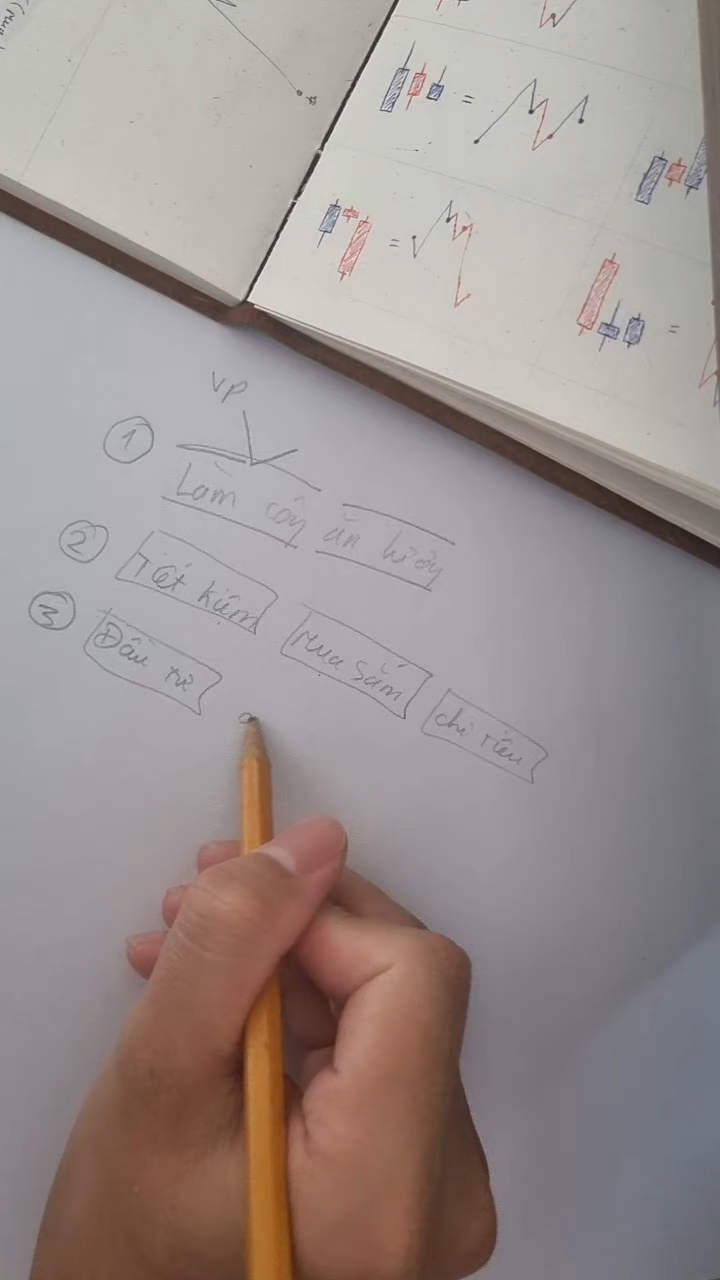 VP
① Làm công ăn lương
② Tiết kiệm Mua sắm chi tiêu
③ Đầu tư